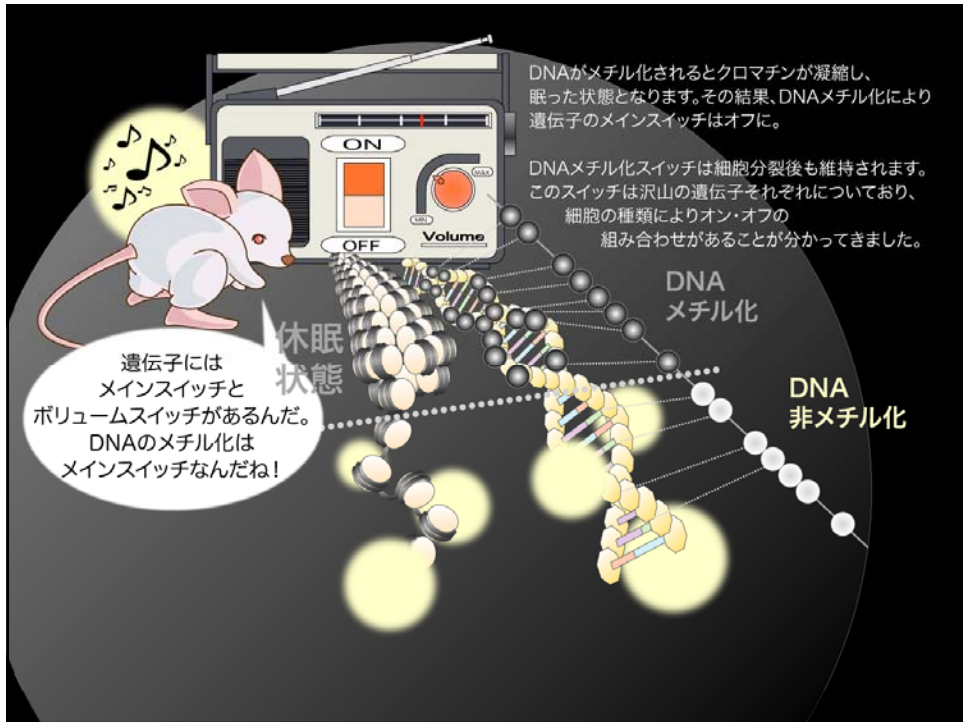 DNAがメチル化されるとクロマチンが凝縮し、
眠った状態となります。その結果、DNAメチル化により
遺伝子のメインスイッチはオフに。
DNAメチル化スイッチは細胞分裂後も維持されます。
このスイッチは沢山の遺伝子それぞれについており、
細胞の種類によりオン・オフの
組み合わせがあることが分かってきました。
ON
OFF
MAX
MIN
Volume
DNA
メチル化
休眠
状態
DNA
非メチル化
遺伝子には
メインスイッチと
ボリュームスイッチがあるんだ。
DNAのメチル化は
メインスイッチなんだね!